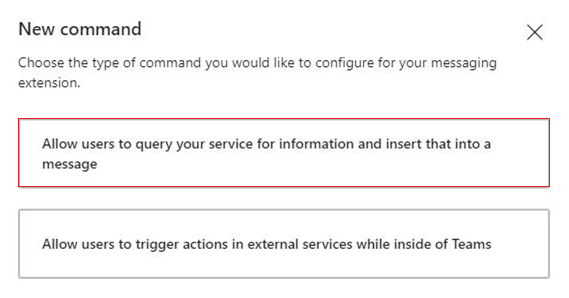 New command
Choose the type of command you would like to configure for your messaging
extension.
Allow users to query your service for information and insert that into a
message
Allow users to trigger actions in external services while inside of Teams